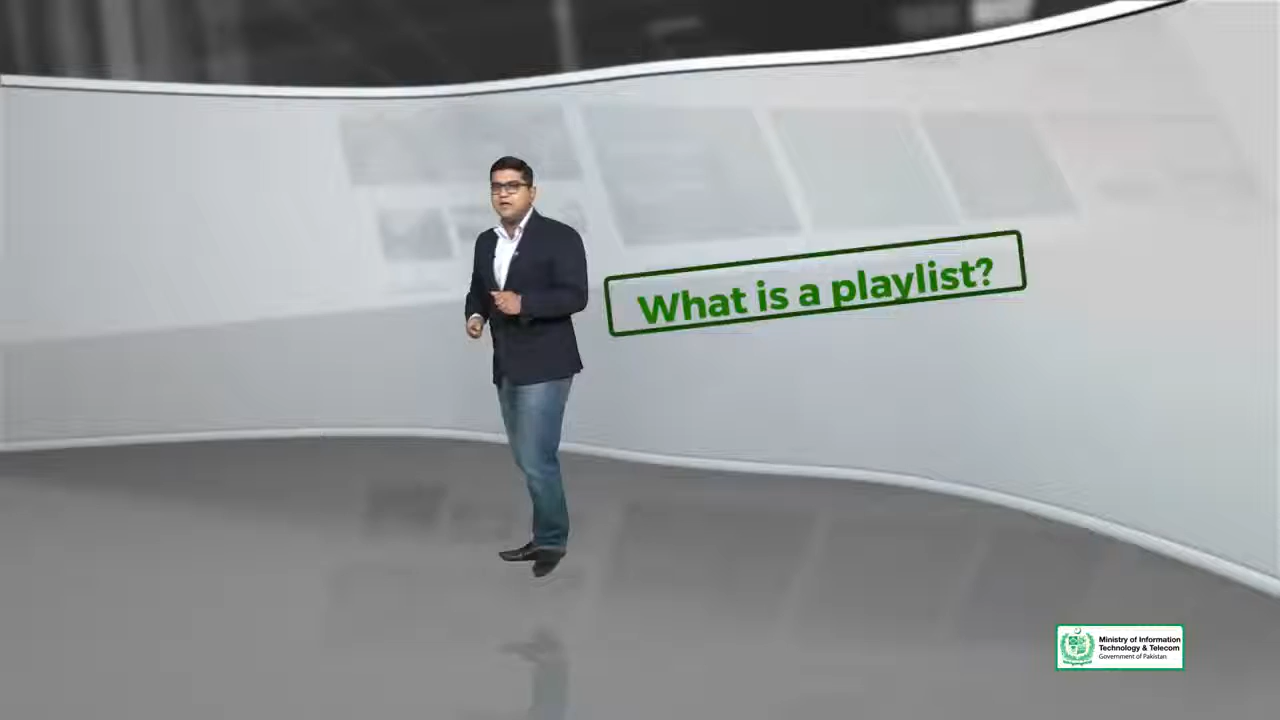 What is a playlist?
Ministry of Information
Technology & Telecom
Government of Pakistan